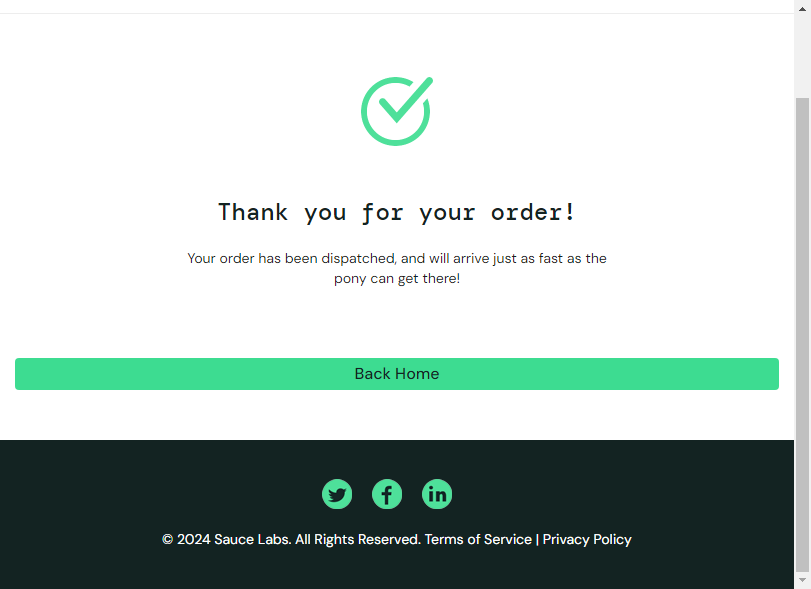 Thank you for your order!
Your order has been dispatched, and will arrive just as fast as the
pony can get there!
Back Home
© 2024 Sauce Labs. All Rights Reserved. Terms of Service | Privacy Policy